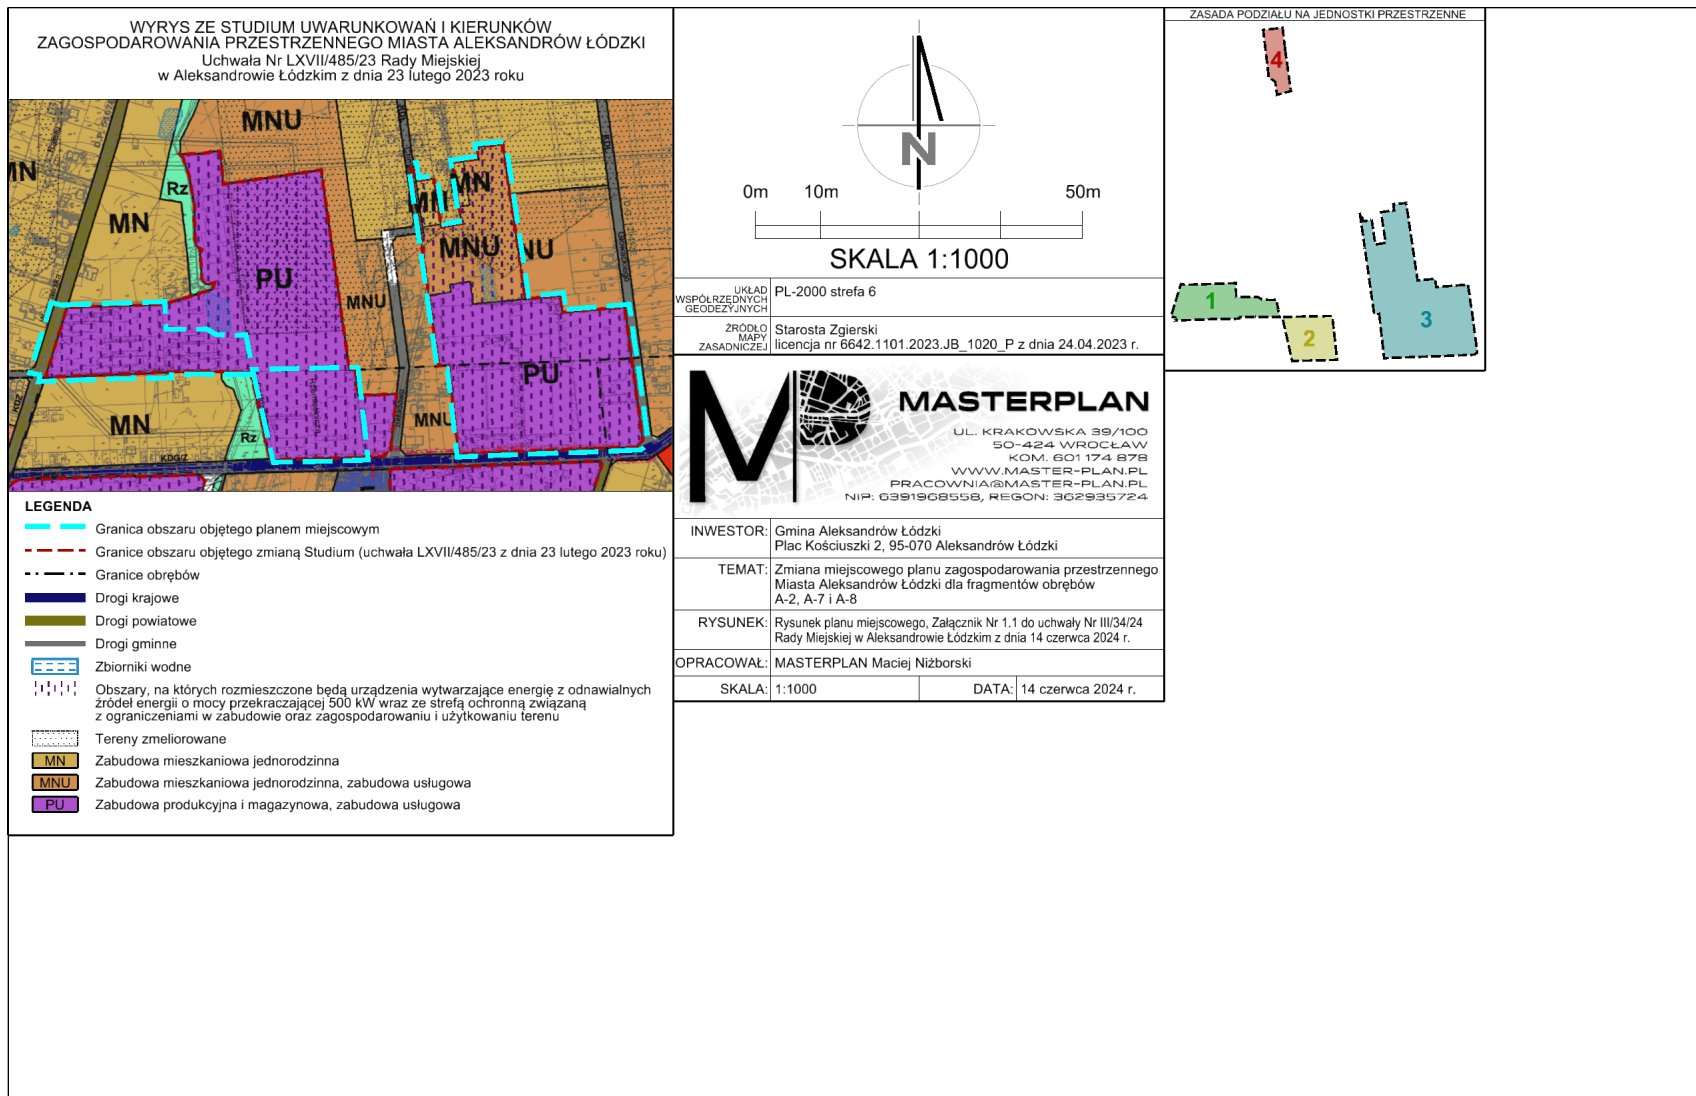 WYRYS ZE STUDIUM UWARUNKOWAŃ I KIERUNKÓW
ZAGOSPODAROWANIA PRZESTRZENNEGO MIASTA ALEKSANDRÓW ŁÓDZKI
Uchwała Nr LXVII/485/23 Rady Miejskiej
w Aleksandrowie Łódzkim z dnia 23 lutego 2023 roku
MNU
MN
Rz
MN
PU
MNU
MN
MN
MNU
NU
PU
MN
Rz
MNU
KDG/Z
KDZ
LEGENDA
Granica obszaru objętego planem miejscowym
Granice obszaru objętego zmianą Studium (uchwała LXVII/485/23 z dnia 23 lutego 2023 roku)
Granice obrębów
Drogi krajowe
Drogi powiatowe
Drogi gminne
Zbiorniki wodne
Obszary, na których rozmieszczone będą urządzenia wytwarzające energię z odnawialnych
źródeł energii o mocy przekraczającej 500 kW wraz ze strefą ochronną związaną
z ograniczeniami w zabudowie oraz zagospodarowaniu i użytkowaniu terenu
Tereny zmeliorowane
MN Zabudowa mieszkaniowa jednorodzinna
MNU Zabudowa mieszkaniowa jednorodzinna, zabudowa usługowa
PU Zabudowa produkcyjna i magazynowa, zabudowa usługowa
N
0m 10m 50m
SKALA 1:1000
UKŁAD
WSPÓŁRZĘDNYCH
GEODEZYJNYCH
PL-2000 strefa 6
ŹRÓDŁO
MAPY
ZASADNICZEJ
Starosta Zgierski
licencja nr 6642.1101.2023.JB_1020_P z dnia 24.04.2023 r.
MP
MASTERPLAN
UL. KRAKOWSKA 39/100
50-424 WROCŁAW
KOM. 601 174 878
WWW.MASTER-PLAN.PL
PRACOWNIA@MASTER-PLAN.PL
NIP: 6391968558, REGON: 362935724
INWESTOR: Gmina Aleksandrów Łódzki
Plac Kościuszki 2, 95-070 Aleksandrów Łódzki
TEMAT: Zmiana miejscowego planu zagospodarowania przestrzennego
Miasta Aleksandrów Łódzki dla fragmentów obrębów
A-2, A-7 i A-8
RYSUNEK: Rysunek planu miejscowego, Załącznik Nr 1.1 do uchwały Nr III/34/24
Rady Miejskiej w Aleksandrowie Łódzkim z dnia 14 czerwca 2024 r.
OPRACOWAŁ: MASTERPLAN Maciej Niżborski
SKALA: 1:1000 DATA: 14 czerwca 2024 r.
ZASADA PODZIAŁU NA JEDNOSTKI PRZESTRZENNE
4
1
2
3